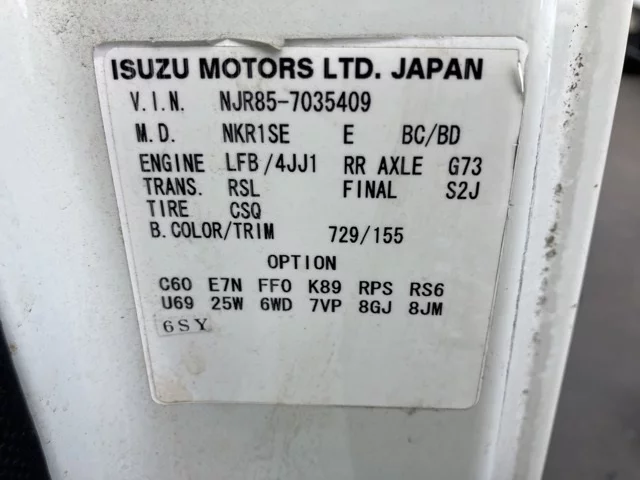 ISUZU MOTORS LTD. JAPAN
V.I.N. NJR85-7035409
M.D. NKR1SE E BC/BD
ENGINE LFB/4JJ1 RR AXLE G73
TRANS. RSL FINAL S2J
TIRE CSQ
B.COLOR/TRIM 729/155
OPTION
C60 E7N FF0 K89 RPS RS6
U69 25W 6WD 7VP 8GJ 8JM
6SY